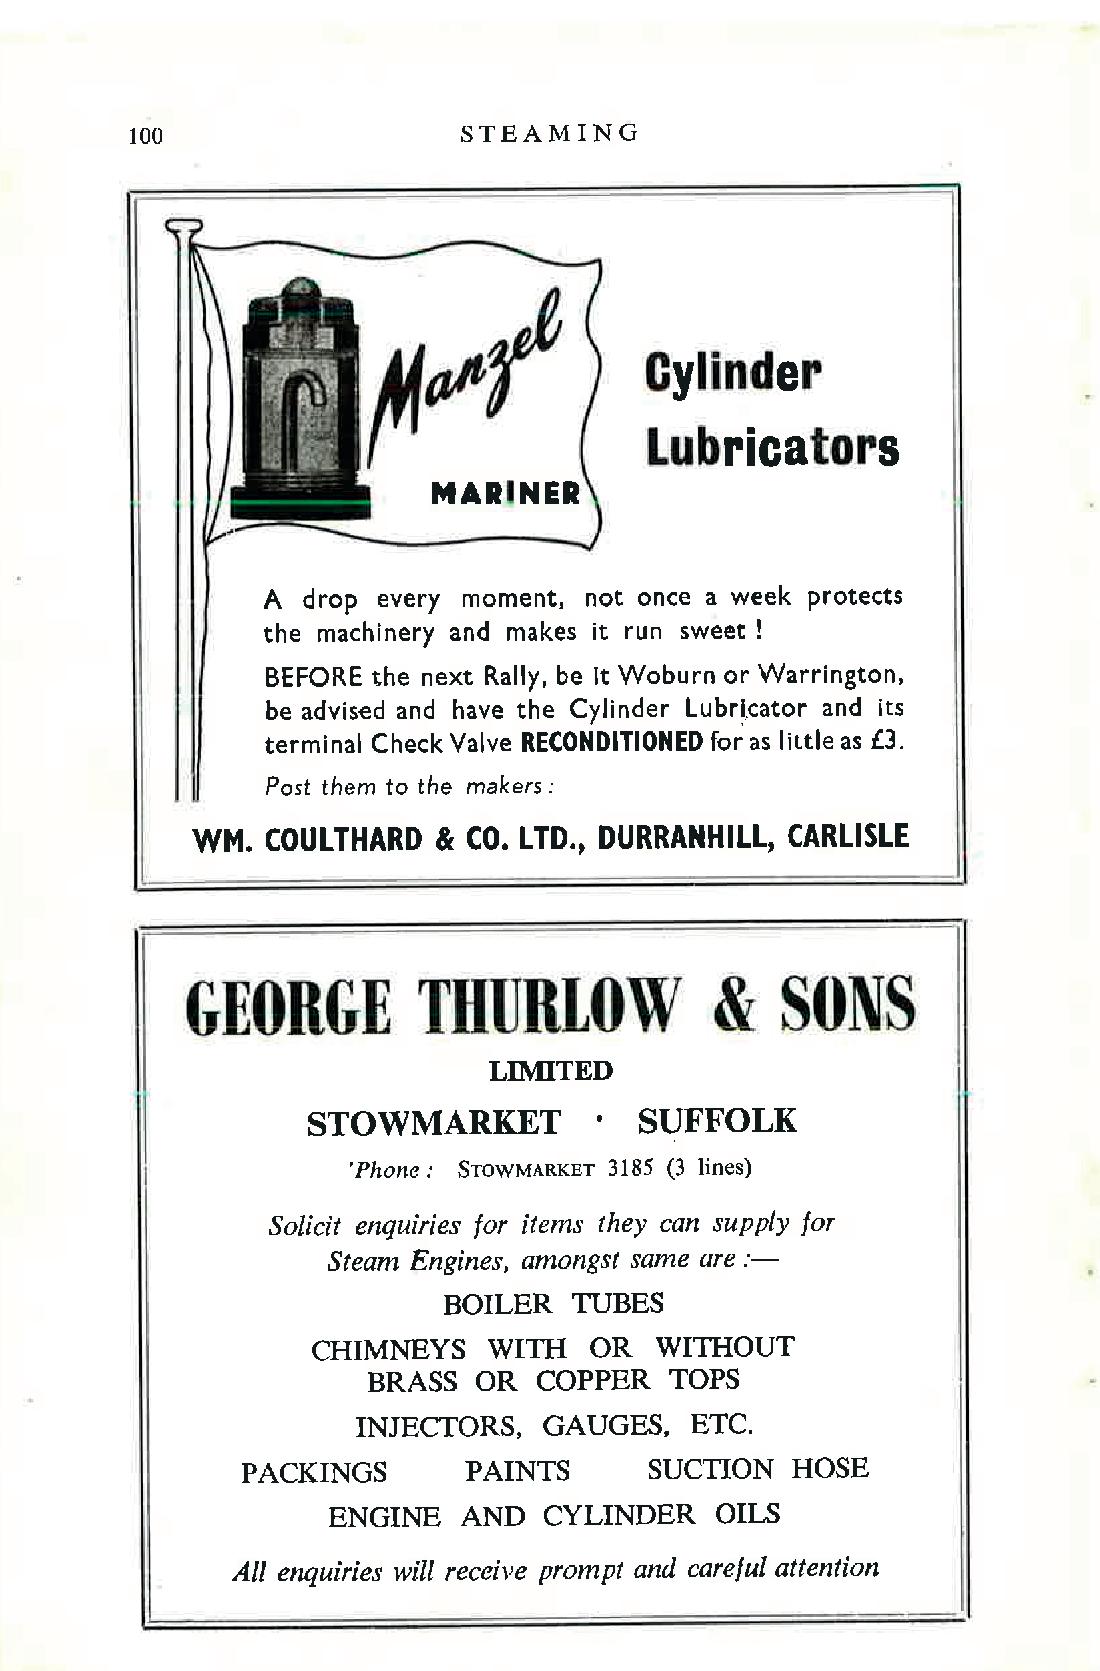 100
STEAMING
Manzel
MARINER
Cylinder
Lubricators
A drop every moment, not once a week protects
the machinery and makes it run sweet !
BEFORE the next Rally, be it Woburn or Warrington,
be advised and have the Cylinder Lubricator and its
terminal Check Valve RECONDITIONED for as little as £3.
Post them to the makers :
WM. COULTHARD & CO. LTD., DURRANHILL, CARLISLE
GEORGE THURLOW & SONS
LIMITED
STOWMARKET · SUFFOLK
'Phone : STOWMARKET 3185 (3 lines)
Solicit enquiries for items they can supply for
Steam Engines, amongst same are :—
BOILER TUBES
CHIMNEYS WITH OR WITHOUT
BRASS OR COPPER TOPS
INJECTORS, GAUGES, ETC.
PACKINGS PAINTS SUCTION HOSE
ENGINE AND CYLINDER OILS
All enquiries will receive prompt and careful attention